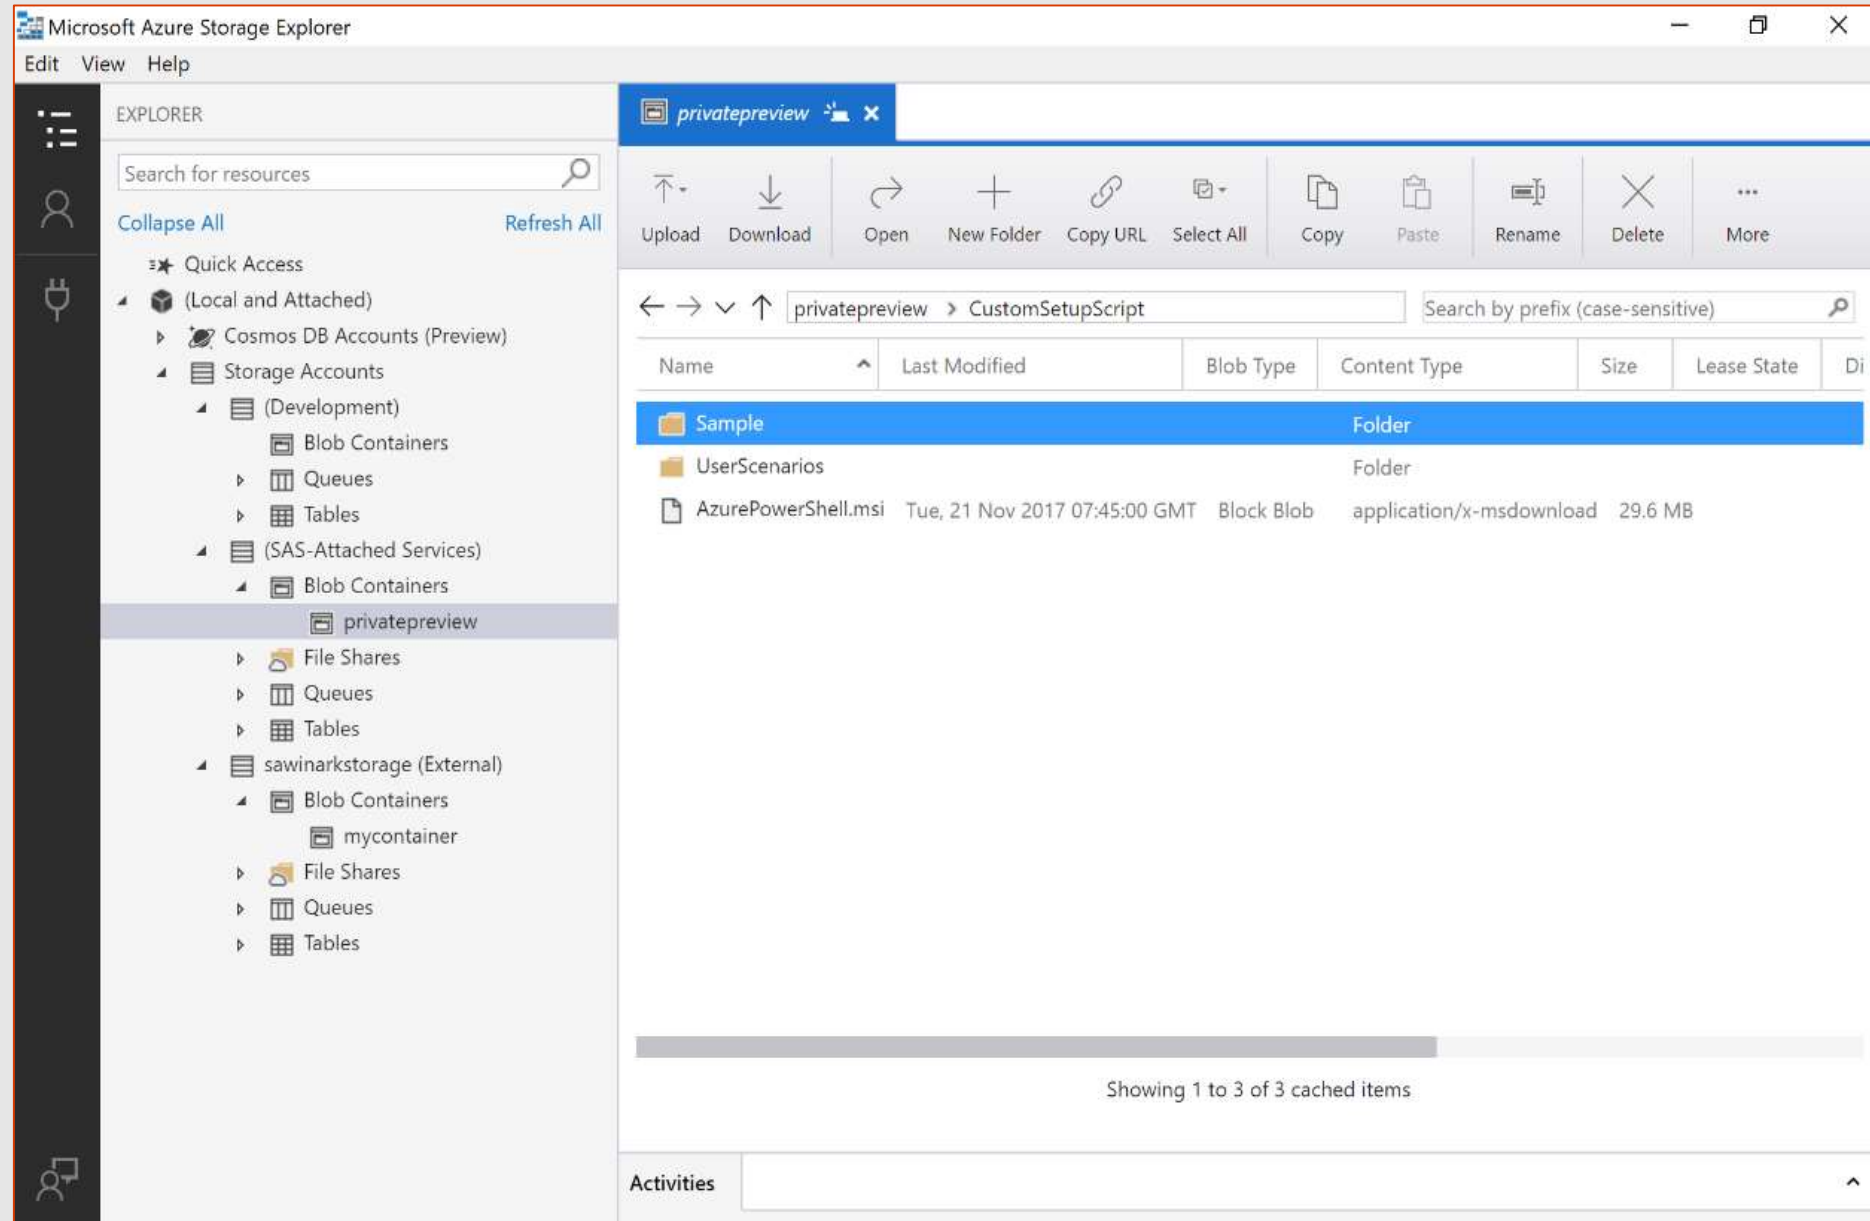 Microsoft Azure Storage Explorer
Edit View Help
EXPLORER
Search for resources
Collapse All Refresh All
Quick Access
(Local and Attached)
Cosmos DB Accounts (Preview)
Storage Accounts
(Development)
Blob Containers
Queues
Tables
(SAS-Attached Services)
Blob Containers
privatepreview
File Shares
Queues
Tables
sawinarkstorage (External)
Blob Containers
mycontainer
File Shares
Queues
Tables
privatepreview
Upload Download Open New Folder Copy URL Select All Copy Paste Rename Delete More
privatepreview > CustomSetupScript Search by prefix (case-sensitive)
Name Last Modified Blob Type Content Type Size Lease State Di
Sample Folder
UserScenarios Folder
AzurePowerShell.msi Tue, 21 Nov 2017 07:45:00 GMT Block Blob application/x-msdownload 29.6 MB
Showing 1 to 3 of 3 cached items
Activities